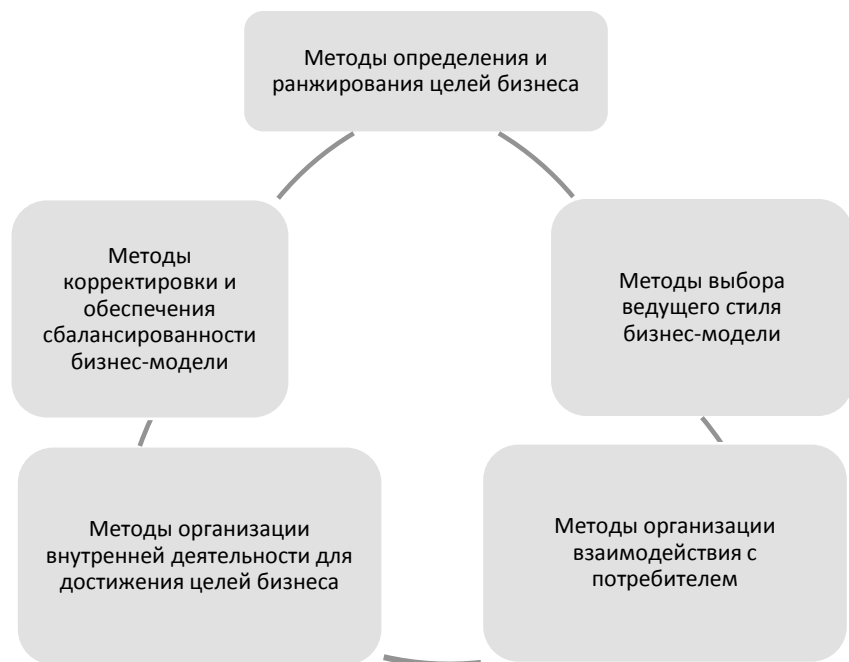 Методы определения и
ранжирования целей бизнеса
Методы
корректировки и
обеспечения
сбалансированности
бизнес-модели
Методы выбора
ведущего стиля
бизнес-модели
Методы организации
внутренней деятельности для
достижения целей бизнеса
Методы организации
взаимодействия с
потребителем